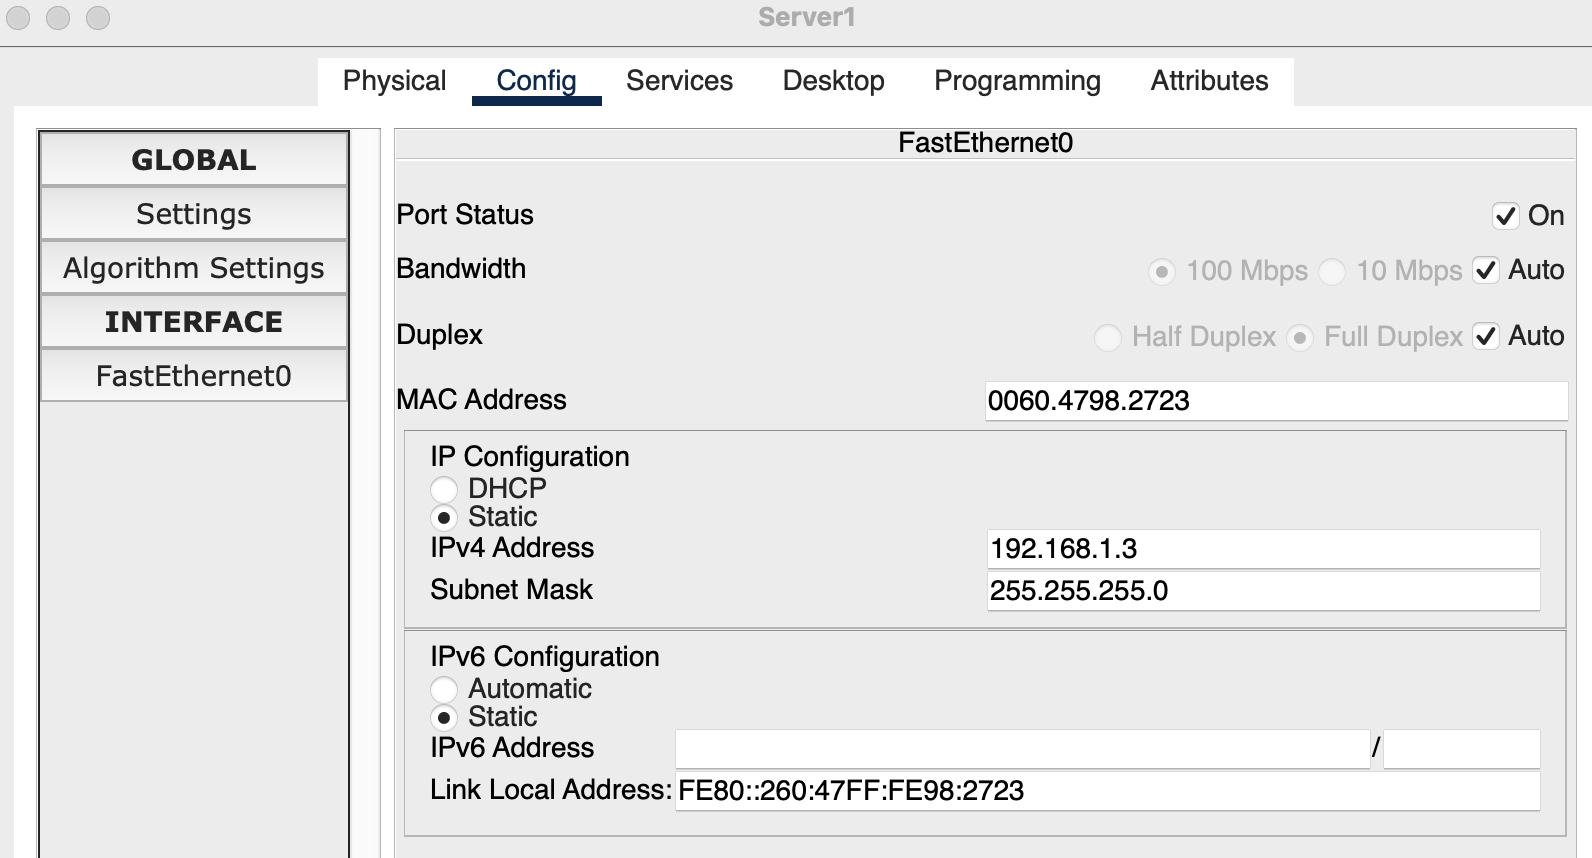 Server1
Physical Config Services Desktop Programming Attributes
GLOBAL
Settings
Algorithm Settings
INTERFACE
FastEthernet0
FastEthernet0
Port Status On
Bandwidth 100 Mbps 10 Mbps Auto
Duplex Half Duplex Full Duplex Auto
MAC Address 0060.4798.2723
IP Configuration
DHCP
Static
IPv4 Address 192.168.1.3
Subnet Mask 255.255.255.0
IPv6 Configuration
Automatic
Static
IPv6 Address /
Link Local Address: FE80::260:47FF:FE98:2723